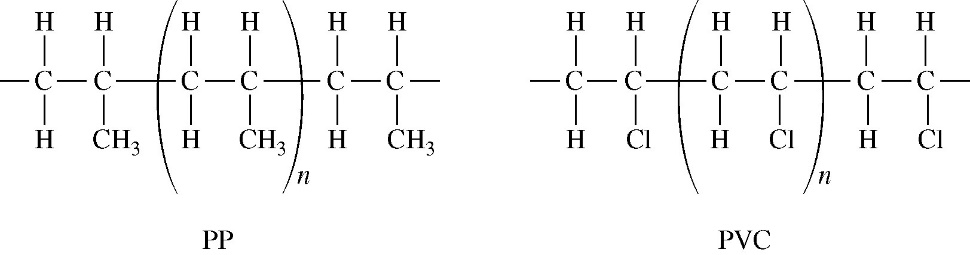 H H H H H H H H H H H H
C C C C C C C C C C C C
H CH3 H CH3 H CH3 H Cl H Cl H Cl
n n
PP PVC